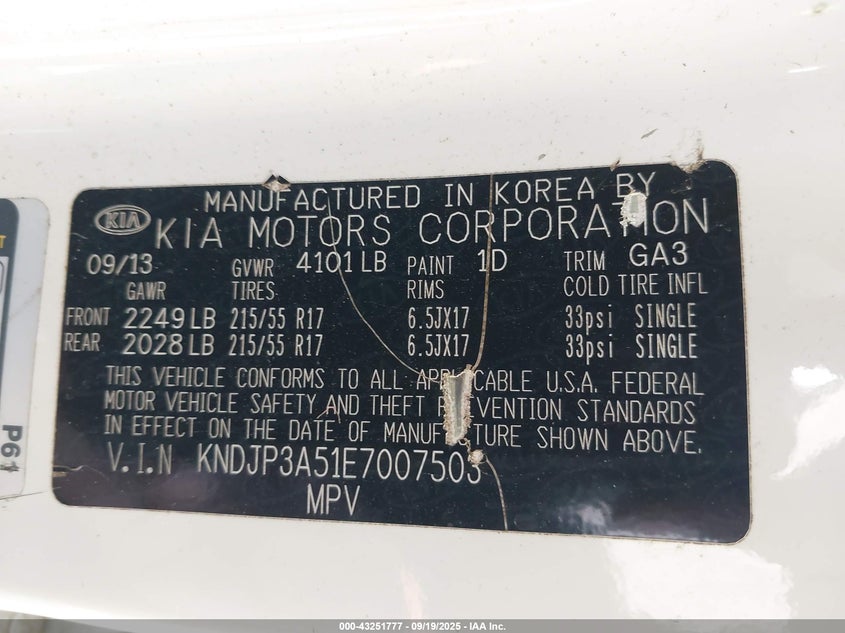 MANUFACTURED IN KOREA BY
KIA KIA MOTORS CORPORATION
09/13 GVWR 4101 LB PAINT 1D TRIM GA3
GAWR TIRES RIMS COLD TIRE INFL
FRONT 2249 LB 215/55 R17 6.5JX17 33psi SINGLE
REAR 2028 LB 215/55 R17 6.5JX17 33psi SINGLE
THIS VEHICLE CONFORMS TO ALL APPLICABLE U.S.A. FEDERAL
MOTOR VEHICLE SAFETY AND THEFT VENTION STANDARDS
IN EFFECT ON THE DATE OF MANUFACTURE SHOWN ABOVE.
V.I.N KNDJP3A51E7007503
MPV
000-43251777 - 09/19/2025 - IAA Inc.